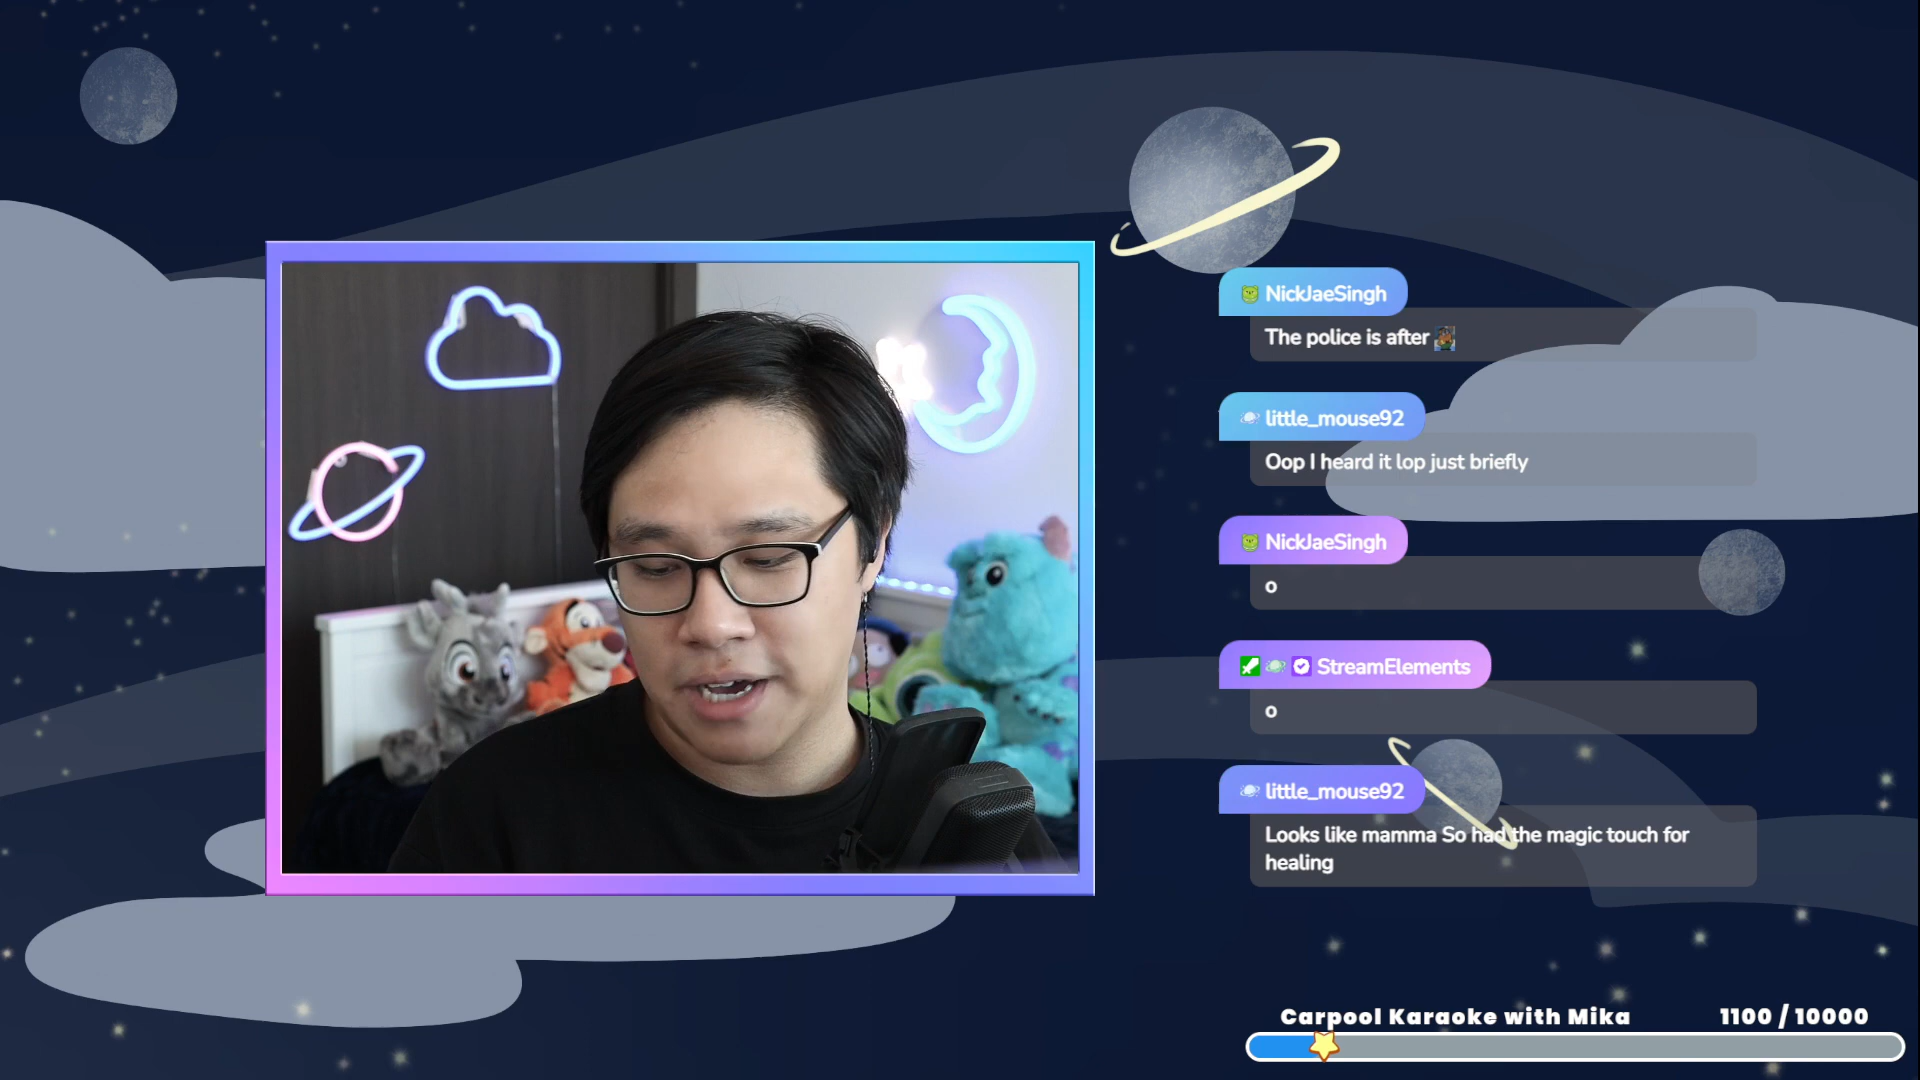 NickJaeSingh
The police is after
little_mouse92
Oop I heard it lop just briefly
NickJaeSingh
o
StreamElements
o
little_mouse92
Looks like mamma So had the magic touch for
healing
Carpool Karaoke with Mika 1100 / 10000